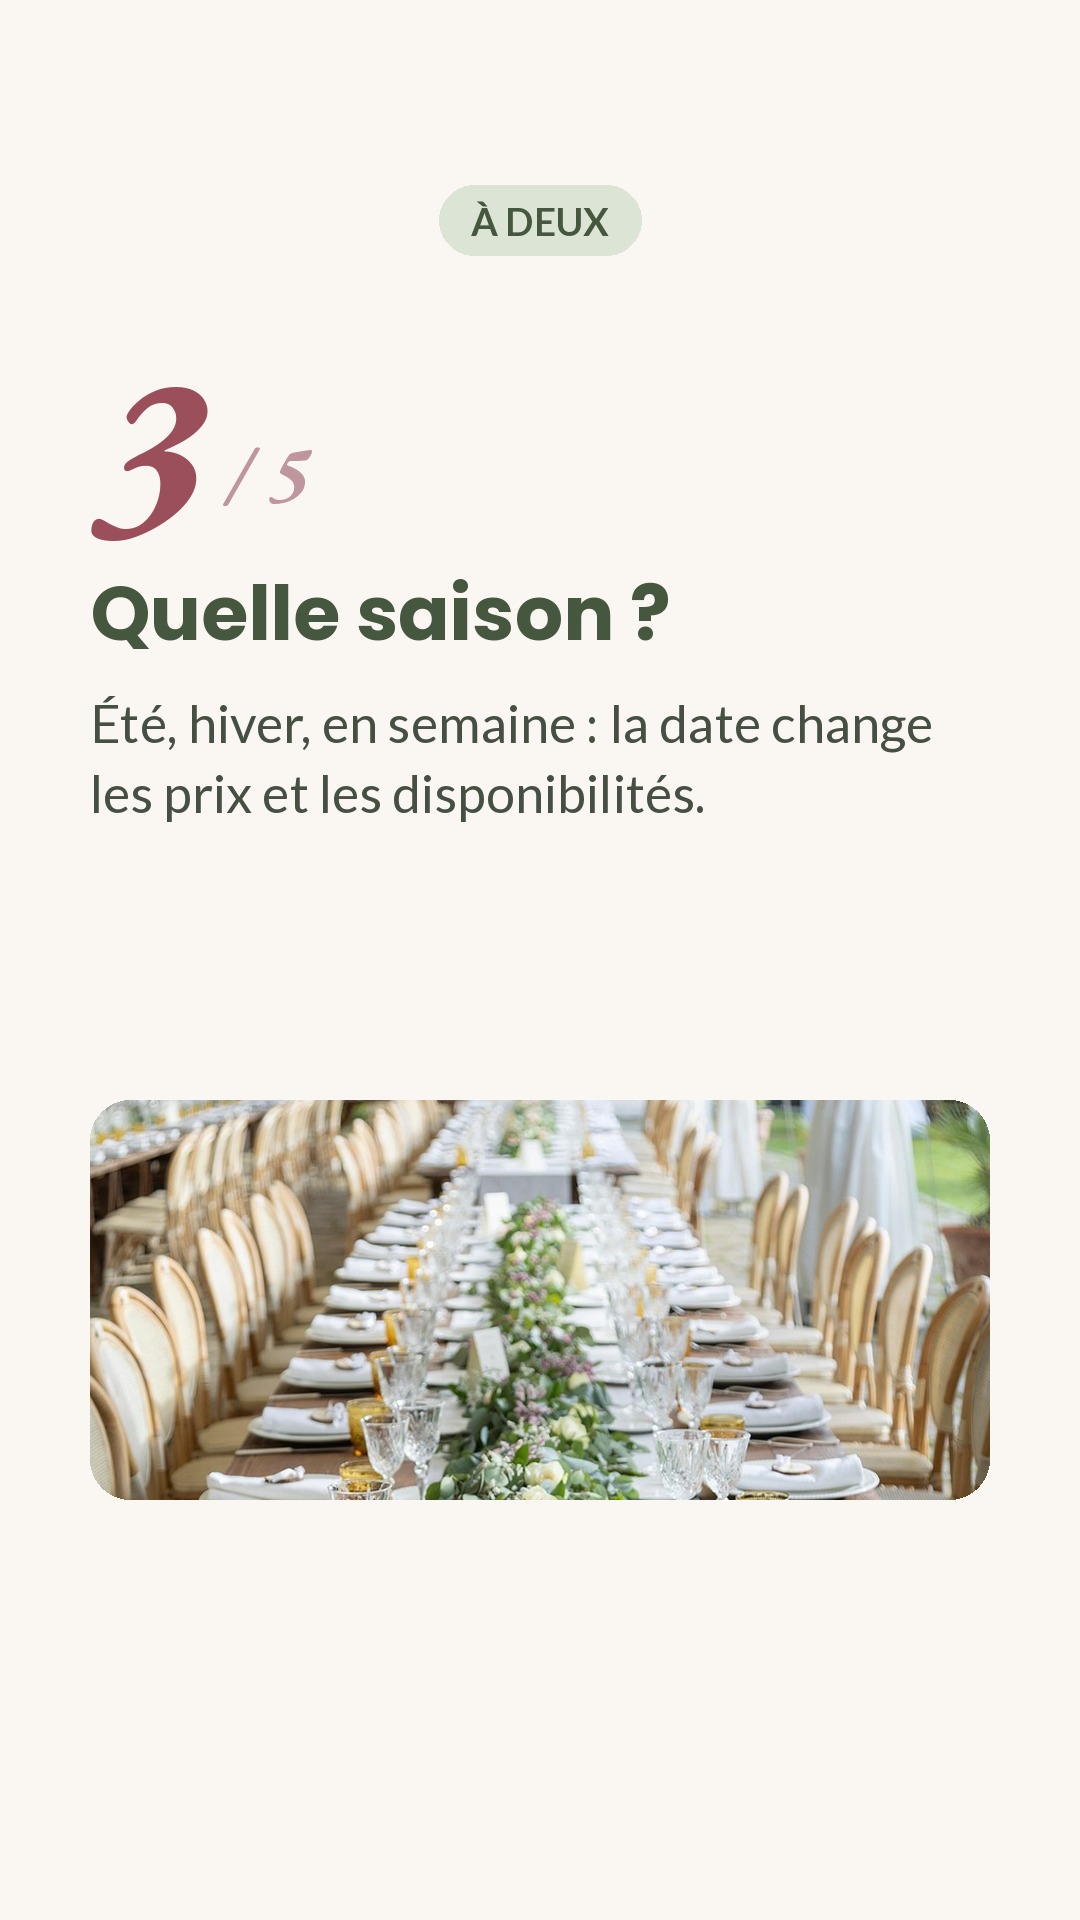 À DEUX
3 / 5
Quelle saison ?
Été, hiver, en semaine : la date change
les prix et les disponibilités.